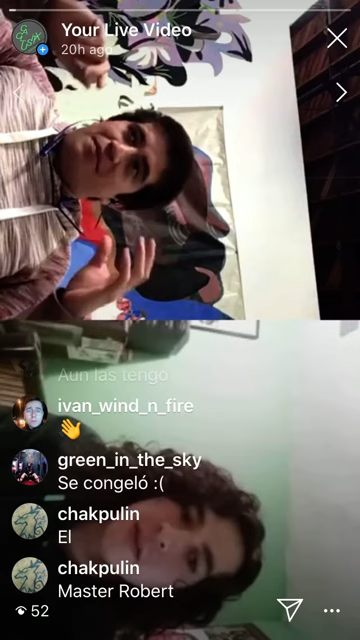 Your Live Video
20h ago
Aun las tengo
ivan_wind_n_fire
👋
green_in_the_sky
Se congeló :(
chakpulin
El
chakpulin
Master Robert
52